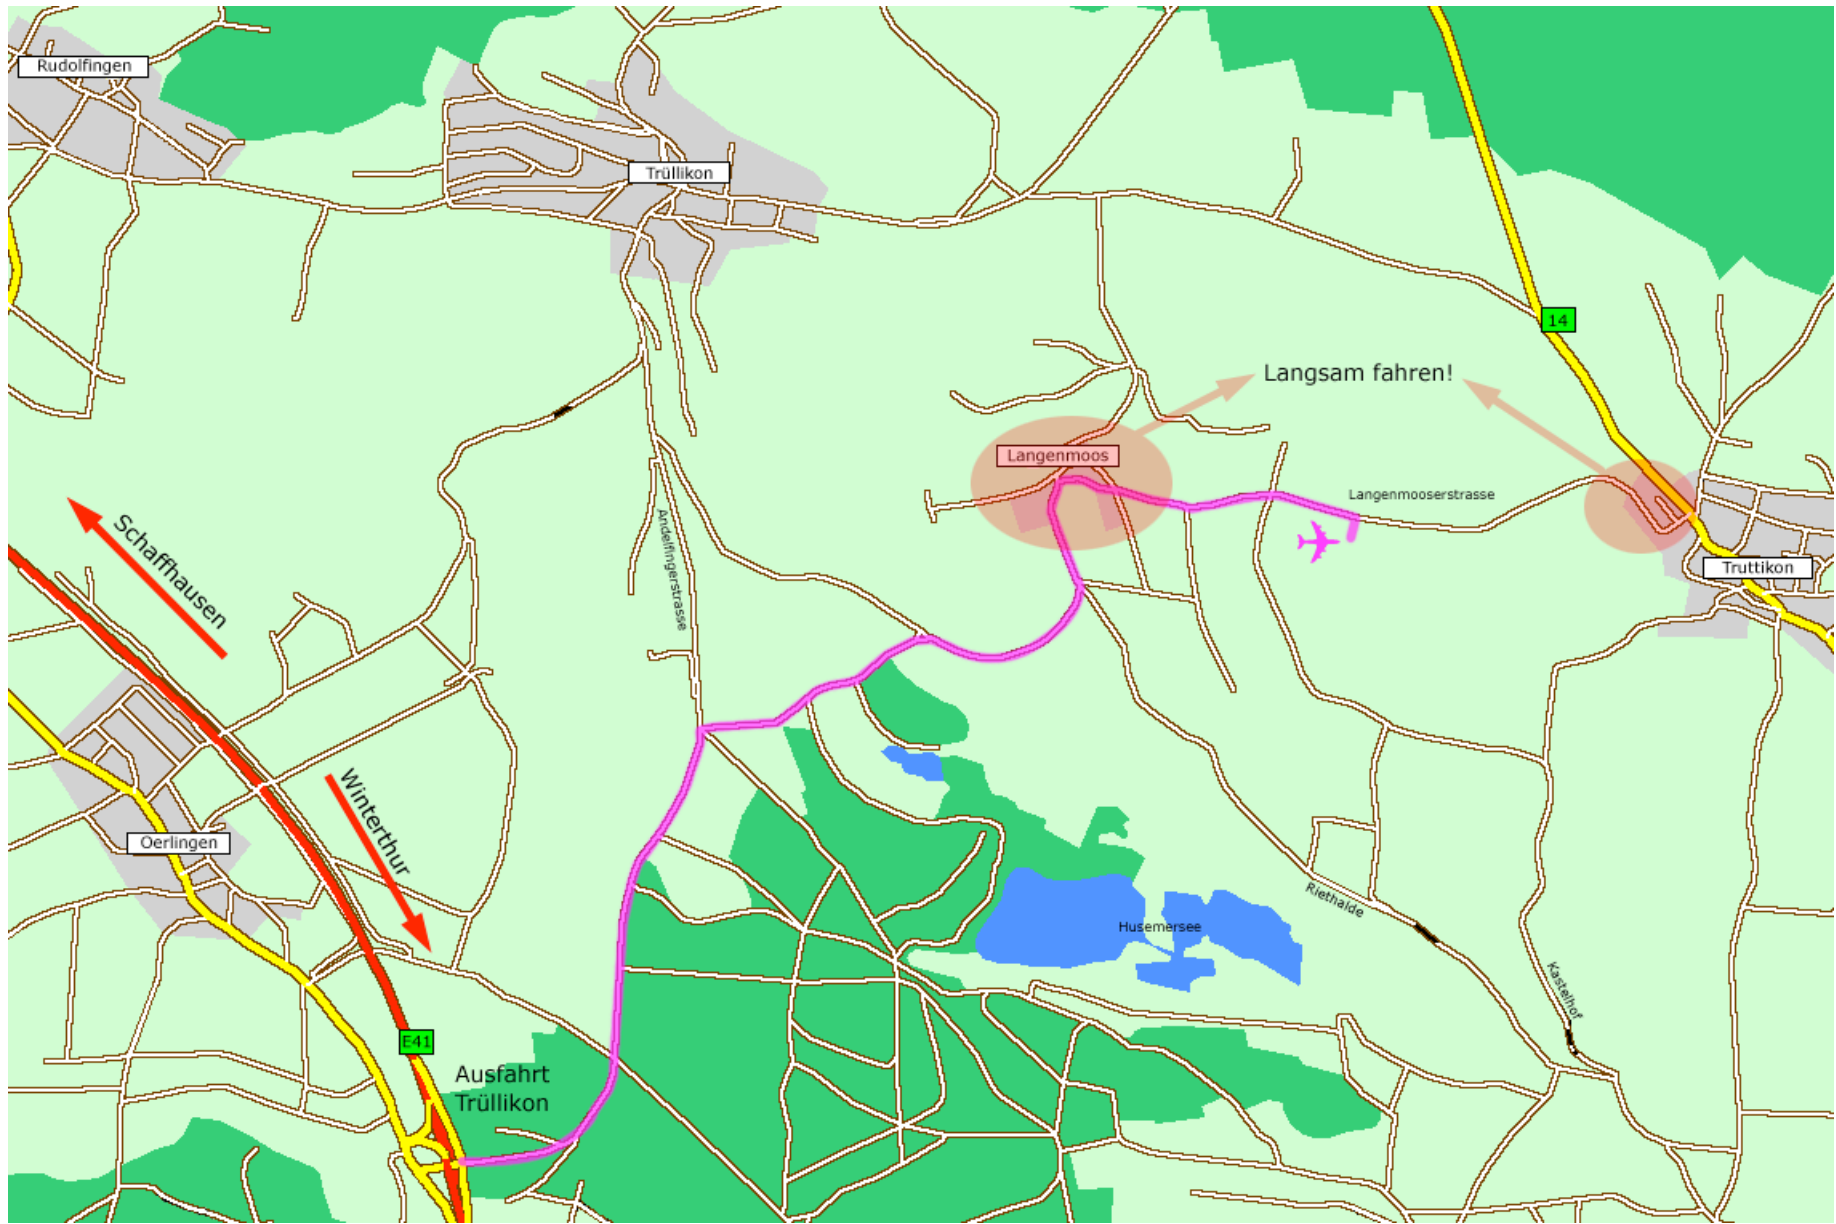 Rudolfingen
Trüllikon
14
Langsam fahren!
Langenmoos
Langenmooserstrasse
Schaffhausen
Andelfingerstrasse
Truttikon
Winterthur
Oerlingen
Riethalde
Husemersee
Kastelhof
E41
Ausfahrt
Trüllikon